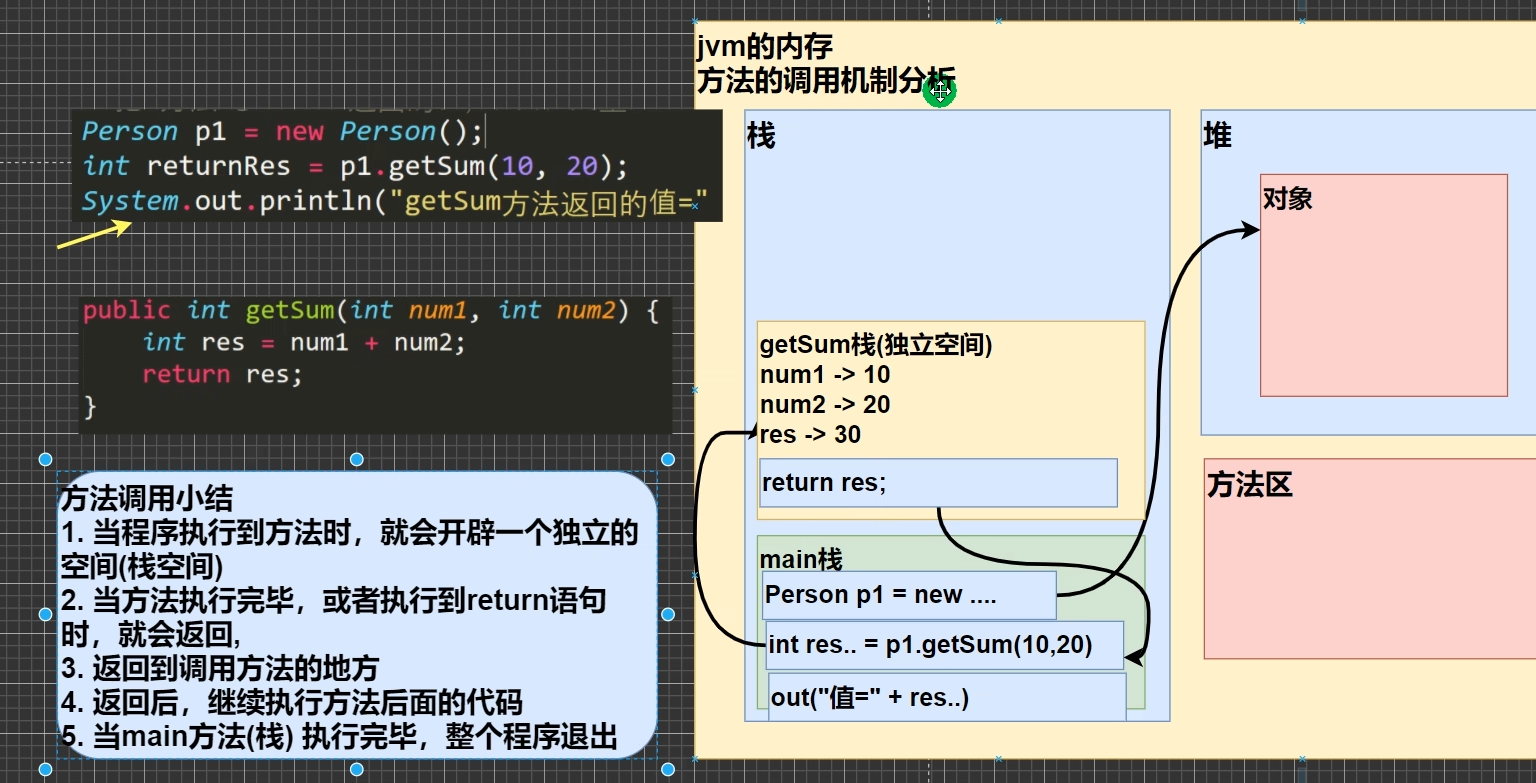 Person p1 = new Person();
int returnRes = p1.getSum(10, 20);
System.out.println("getSum方法返回的值="
public int getSum(int num1, int num2) {
int res = num1 + num2;
return res;
}
方法调用小结
1. 当程序执行到方法时，就会开辟一个独立的
空间(栈空间)
2. 当方法执行完毕，或者执行到return语句
时，就会返回,
3. 返回到调用方法的地方
4. 返回后，继续执行方法后面的代码
5. 当main方法(栈) 执行完毕，整个程序退出
jvm的内存
方法的调用机制分析
栈
getSum栈(独立空间)
num1 -> 10
num2 -> 20
res -> 30
return res;
main栈
Person p1 = new ....
int res.. = p1.getSum(10,20)
out("值=" + res..)
堆
对象
方法区